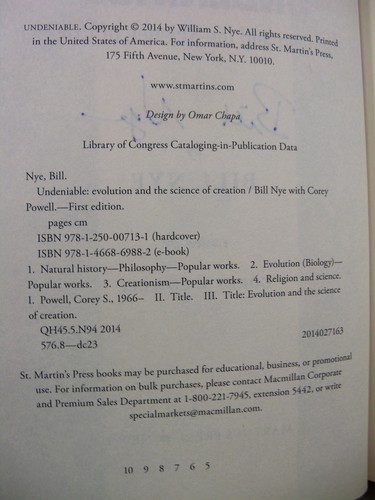 UNDENIABLE. Copyright © 2014 by William S. Nye. All rights reserved. Printed
in the United States of America. For information, address St. Martin's Press,
175 Fifth Avenue, New York, N.Y. 10010.
www.stmartins.com
Design by Omar Chapa
Library of Congress Cataloging-in-Publication Data
Nye, Bill.
Undeniable: evolution and the science of creation / Bill Nye with Corey
Powell.—First edition.
pages cm
ISBN 978-1-250-00713-1 (hardcover)
ISBN 978-1-4668-6988-2 (e-book)
1. Natural history—Philosophy—Popular works. 2. Evolution (Biology)—
Popular works. 3. Creationism—Popular works. 4. Religion and science.
I. Powell, Corey S., 1966– II. Title. III. Title: Evolution and the science
of creation.
QH45.5.N94 2014
576.8—dc23 2014027163
St. Martin's Press books may be purchased for educational, business, or promotional
use. For information on bulk purchases, please contact Macmillan Corporate
and Premium Sales Department at 1-800-221-7945, extension 5442, or write
specialmarkets@macmillan.com.
10 9 8 7 6 5